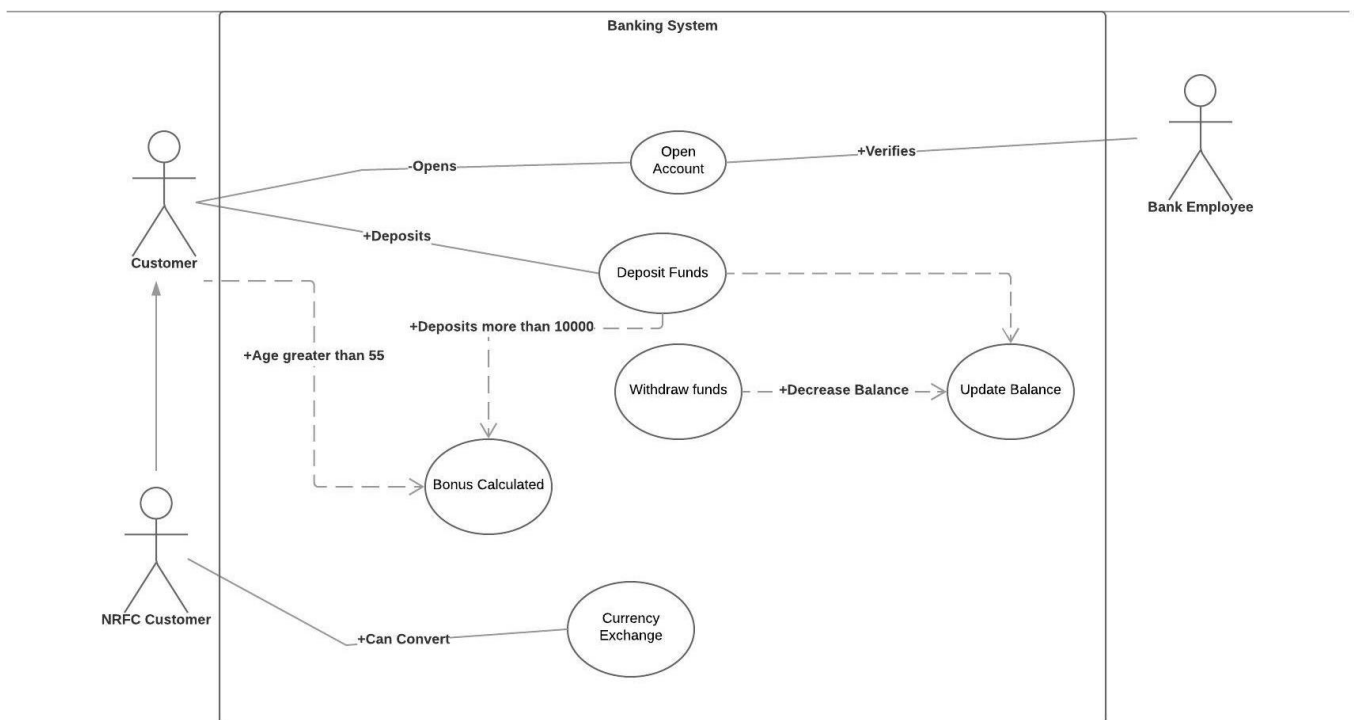 Banking System
Open
Account
-Opens
+Verifies
Bank Employee
+Deposits
Customer
Deposit Funds
+Deposits more than 10000
+Age greater than 55
Withdraw funds
+Decrease Balance
Update Balance
Bonus Calculated
NRFC Customer
Currency
Exchange
+Can Convert